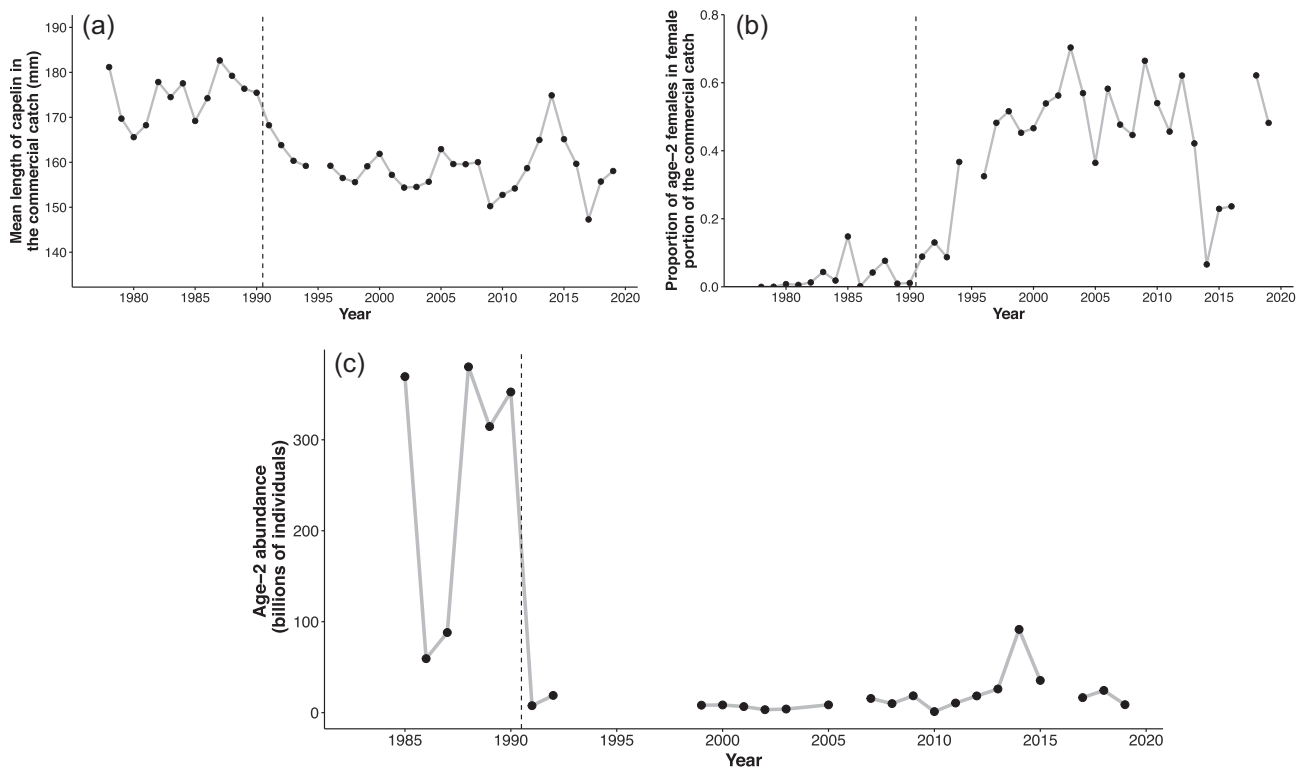 (a)
Mean length of capelin in
the commercial catch (mm)
190
180
170
160
150
140
1980 1985 1990 1995 2000 2005 2010 2015 2020
Year
(b)
Proportion of age−2 females in female
portion of the commercial catch
0.8
0.6
0.4
0.2
0.0
1980 1985 1990 1995 2000 2005 2010 2015 2020
Year
(c)
Age−2 abundance
(billions of individuals)
300
200
100
0
1985 1990 1995 2000 2005 2010 2015 2020
Year